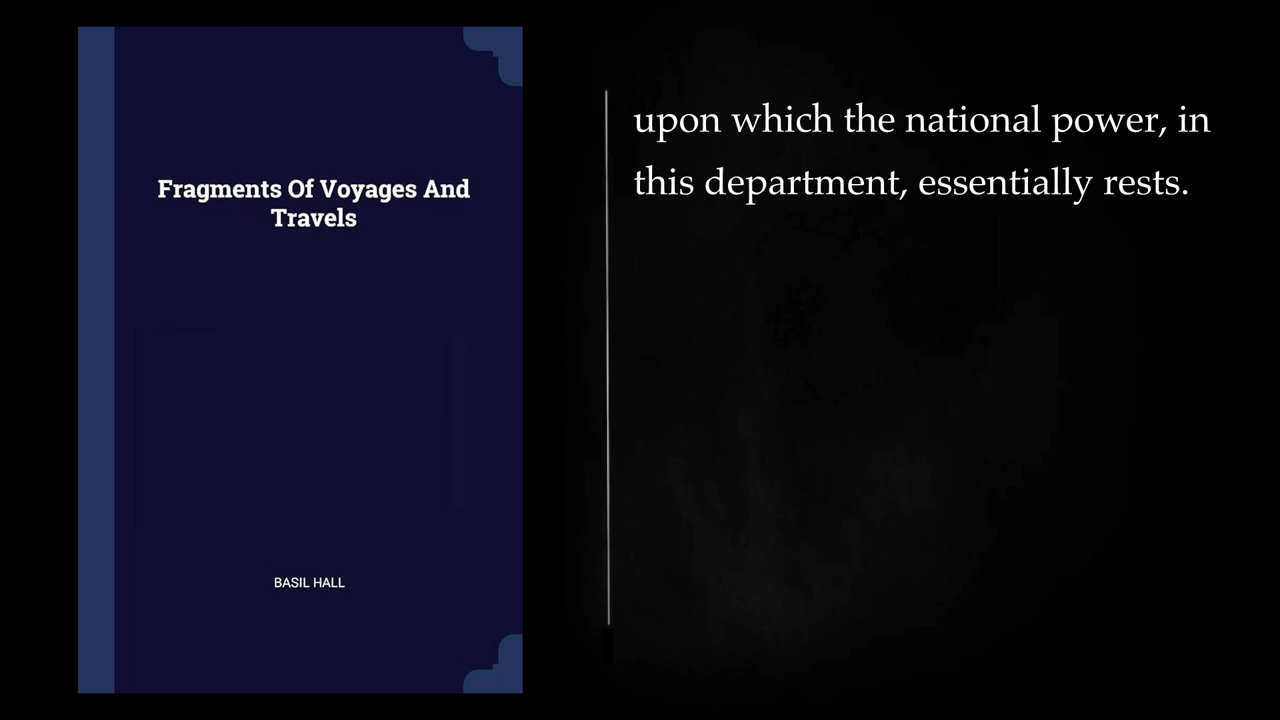 Fragments Of Voyages And
Travels
BASIL HALL
upon which the national power, in
this department, essentially rests.